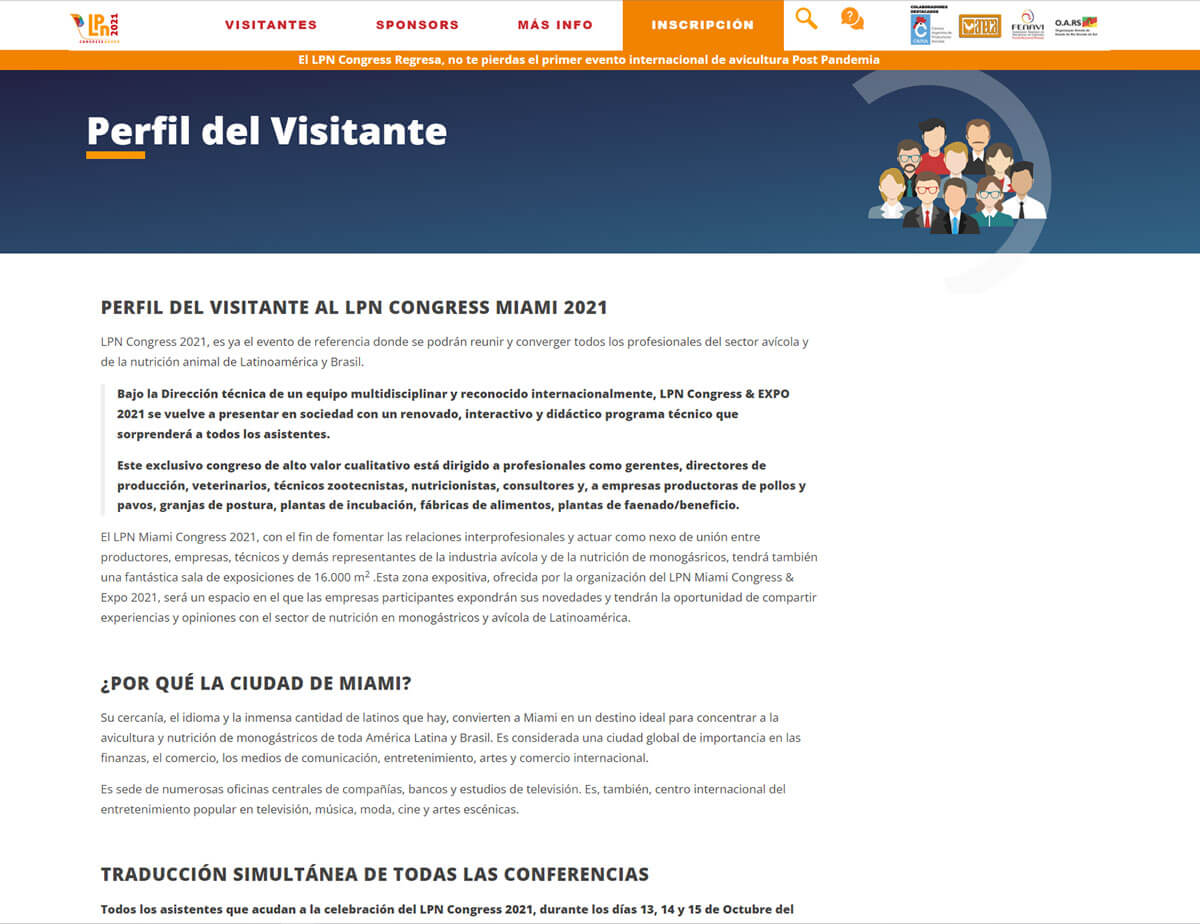 LPn
2021
CONGRESS & EXPO
VISITANTES
SPONSORS
MÁS INFO
INSCRIPCIÓN
?
COLABORADORES
DESTACADOS
FENAVI
O.A.RS
El LPN Congress Regresa, no te pierdas el primer evento internacional de avicultura Post Pandemia
Perfil del Visitante
PERFIL DEL VISITANTE AL LPN CONGRESS MIAMI 2021
LPN Congress 2021, es ya el evento de referencia donde se podrán reunir y converger todos los profesionales del sector avícola y
de la nutrición animal de Latinoamérica y Brasil.
Bajo la Dirección técnica de un equipo multidisciplinar y reconocido internacionalmente, LPN Congress & EXPO
2021 se vuelve a presentar en sociedad con un renovado, interactivo y didáctico programa técnico que
sorprenderá a todos los asistentes.
Este exclusivo congreso de alto valor cualitativo está dirigido a profesionales como gerentes, directores de
producción, veterinarios, técnicos zootecnistas, nutricionistas, consultores y, a empresas productoras de pollos y
pavos, granjas de postura, plantas de incubación, fábricas de alimentos, plantas de faenado/beneficio.
El LPN Miami Congress 2021, con el fin de fomentar las relaciones interprofesionales y actuar como nexo de unión entre
productores, empresas, técnicos y demás representantes de la industria avícola y de la nutrición de monogásricos, tendrá también
una fantástica sala de exposiciones de 16.000 m² .Esta zona expositiva, ofrecida por la organización del LPN Miami Congress &
Expo 2021, será un espacio en el que las empresas participantes expondrán sus novedades y tendrán la oportunidad de compartir
experiencias y opiniones con el sector de nutrición en monogástricos y avícola de Latinoamérica.
¿POR QUÉ LA CIUDAD DE MIAMI?
Su cercanía, el idioma y la inmensa cantidad de latinos que hay, convierten a Miami en un destino ideal para concentrar a la
avicultura y nutrición de monogástricos de toda América Latina y Brasil. Es considerada una ciudad global de importancia en las
finanzas, el comercio, los medios de comunicación, entretenimiento, artes y comercio internacional.
Es sede de numerosas oficinas centrales de compañías, bancos y estudios de televisión. Es, también, centro internacional del
entretenimiento popular en televisión, música, moda, cine y artes escénicas.
TRADUCCIÓN SIMULTÁNEA DE TODAS LAS CONFERENCIAS
Todos los asistentes que acudan a la celebración del LPN Congress 2021, durante los días 13, 14 y 15 de Octubre del